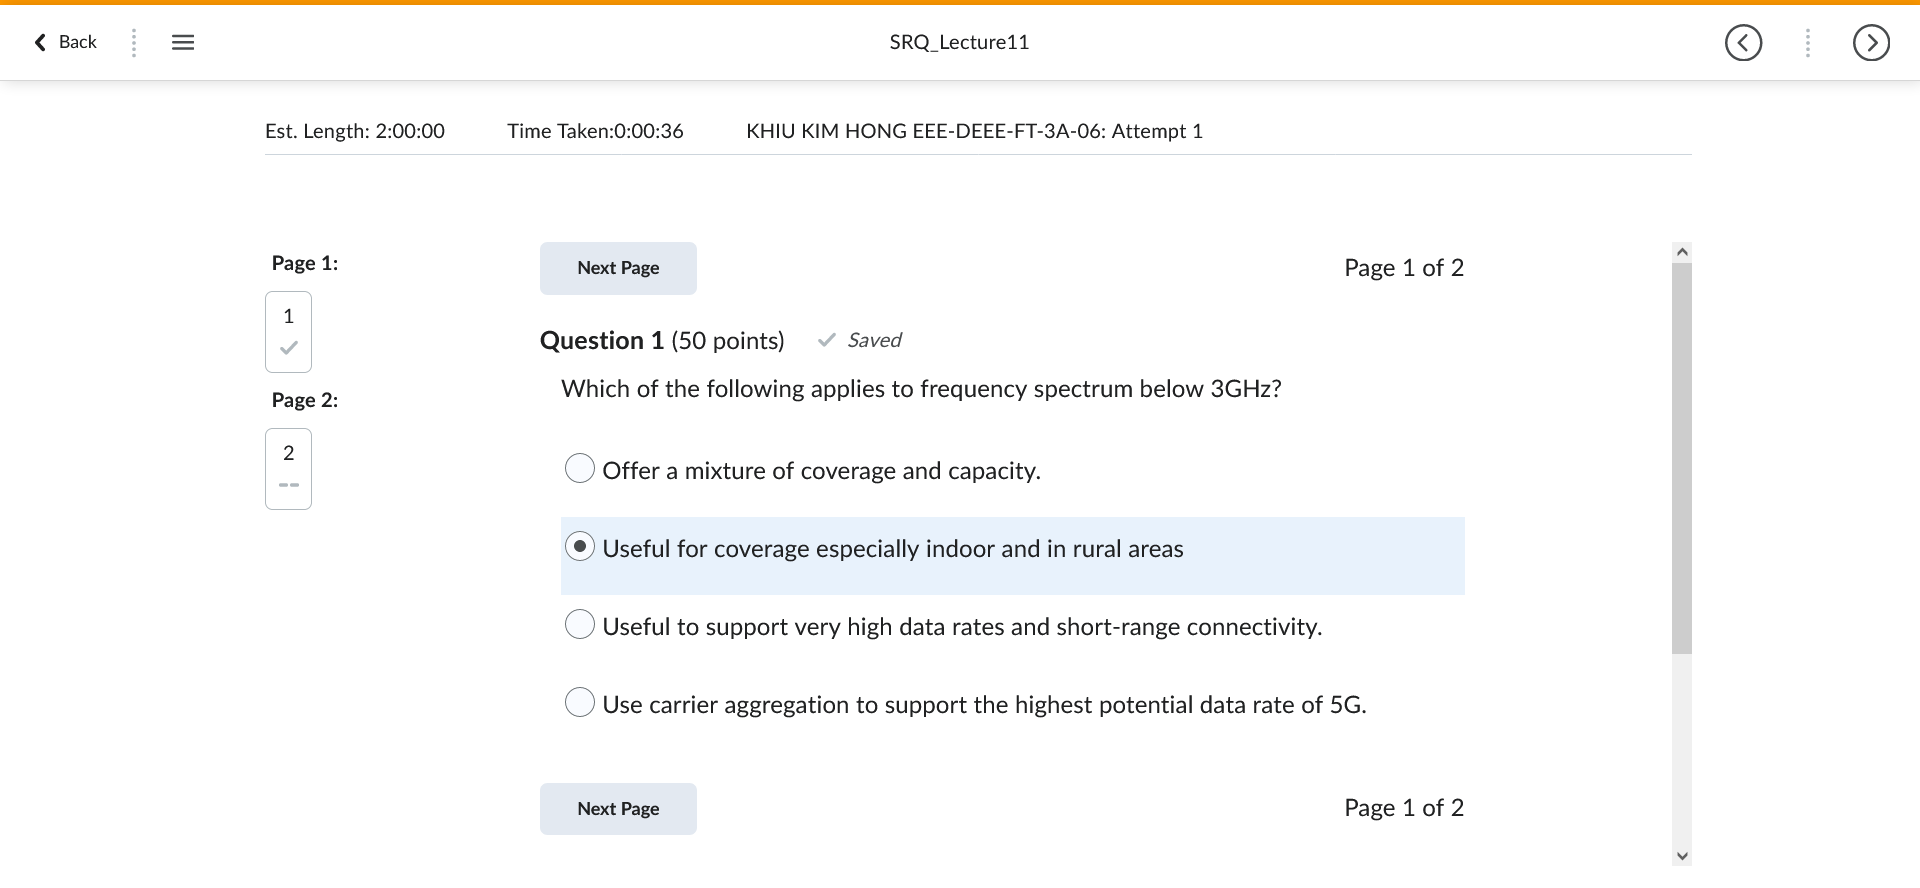 Back
SRQ_Lecture11
Est. Length: 2:00:00 Time Taken:0:00:36 KHIU KIM HONG EEE-DEEE-FT-3A-06: Attempt 1
Page 1:
1
Page 2:
2
--
Next Page Page 1 of 2
Question 1 (50 points) Saved
Which of the following applies to frequency spectrum below 3GHz?
Offer a mixture of coverage and capacity.
Useful for coverage especially indoor and in rural areas
Useful to support very high data rates and short-range connectivity.
Use carrier aggregation to support the highest potential data rate of 5G.
Next Page Page 1 of 2